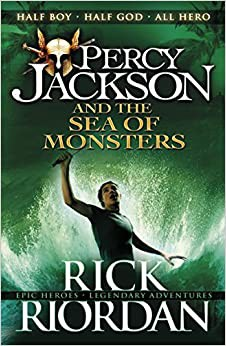 HALF BOY · HALF GOD · ALL HERO
PERCY
JACKSON
AND THE
SEA OF
MONSTERS
RICK
EPIC HEROES · LEGENDARY ADVENTURES
RIORDAN